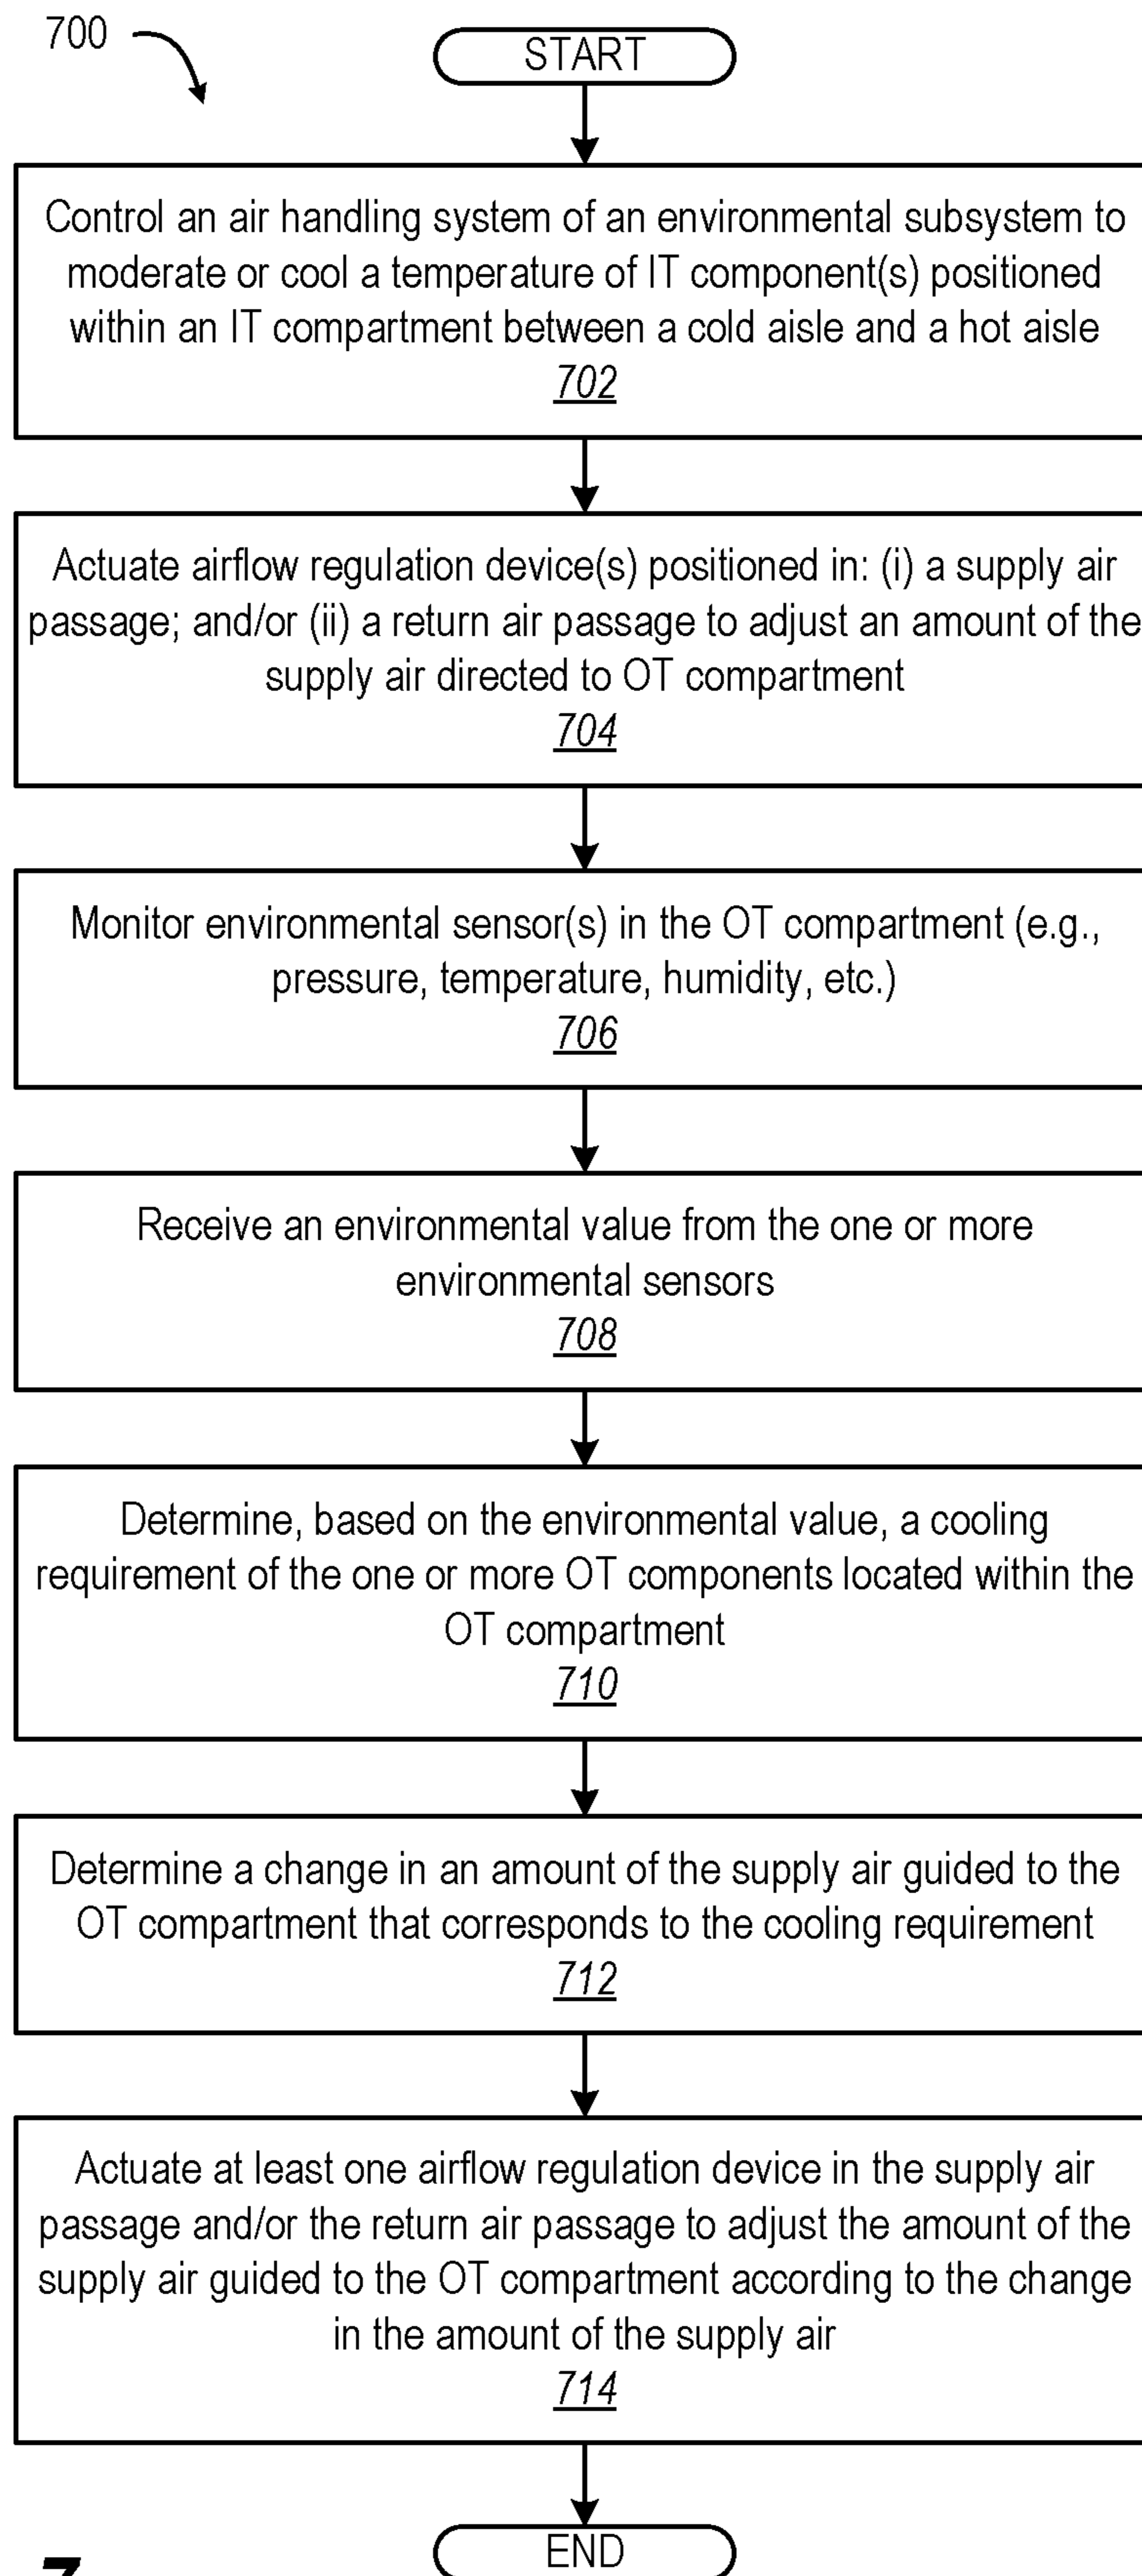 700
START
Control an air handling system of an environmental subsystem to
moderate or cool a temperature of IT component(s) positioned
within an IT compartment between a cold aisle and a hot aisle
702
Actuate airflow regulation device(s) positioned in: (i) a supply air
passage; and/or (ii) a return air passage to adjust an amount of the
supply air directed to OT compartment
704
Monitor environmental sensor(s) in the OT compartment (e.g.,
pressure, temperature, humidity, etc.)
706
Receive an environmental value from the one or more
environmental sensors
708
Determine, based on the environmental value, a cooling
requirement of the one or more OT components located within the
OT compartment
710
Determine a change in an amount of the supply air guided to the
OT compartment that corresponds to the cooling requirement
712
Actuate at least one airflow regulation device in the supply air
passage and/or the return air passage to adjust the amount of the
supply air guided to the OT compartment according to the change
in the amount of the supply air
714
END